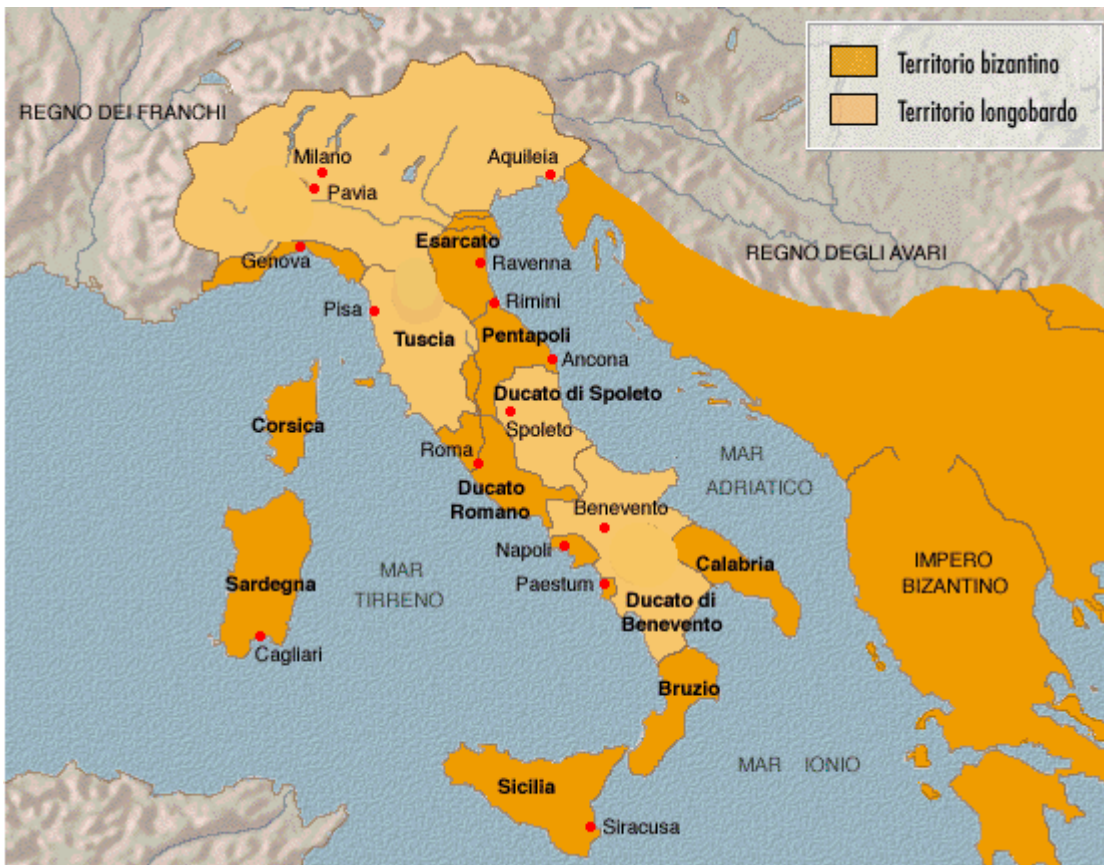 Territorio bizantino
Territorio longobardo
REGNO DEI FRANCHI
Milano
Aquileia
Pavia
Esarcato
REGNO DEGLI AVARI
Genova
Ravenna
Pisa
Rimini
Tuscia
Pentapoli
Ancona
Ducato di Spoleto
Corsica
Spoleto
Roma
MAR
ADRIATICO
Ducato
Romano
Benevento
Napoli
Calabria
IMPERO
BIZANTINO
Sardegna
MAR
TIRRENO
Paestum
Ducato di
Benevento
Cagliari
Bruzio
MAR IONIO
Sicilia
Siracusa